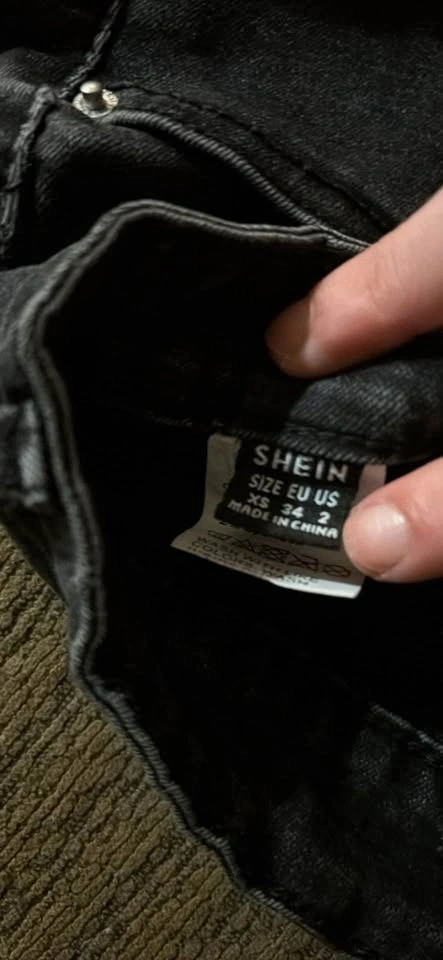 SHEIN
SIZE EU US
XS 34 2
MADE IN CHINA